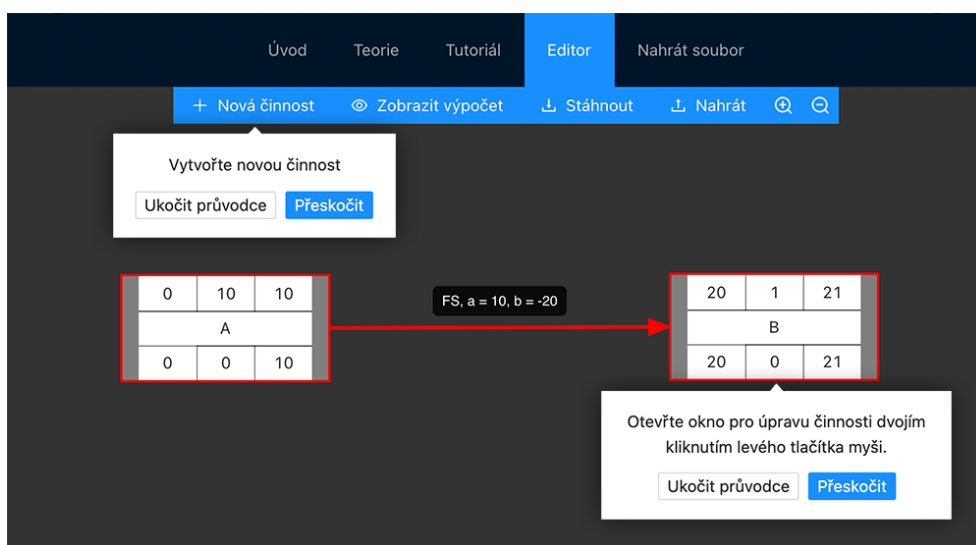 Úvod Teorie Tutoriál Editor Nahrát soubor
+ Nová činnost Zobrazit výpočet Stáhnout Nahrát
Vytvořte novou činnost
Ukočit průvodce Přeskočit
0 10 10
A
0 0 10
FS, a = 10, b = -20
20 1 21
B
20 0 21
Otevřte okno pro úpravu činnosti dvojím
kliknutím levého tlačítka myši.
Ukočit průvodce Přeskočit